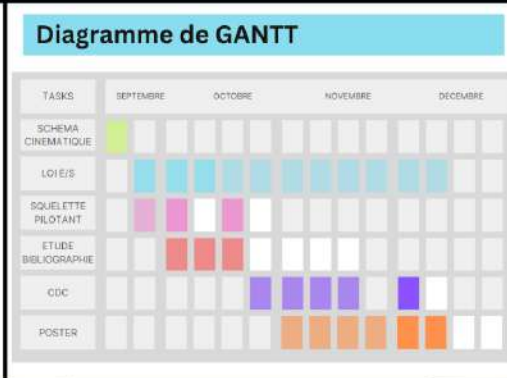 Diagramme de GANTT
TASKS SEPTEMBRE OCTOBRE NOVEMBRE DECEMBRE
SCHEMA
CINEMATIQUE
LOI E/S
SQUELETTE
PILOTANT
ETUDE
BIBLIOGRAPHIE
CDC
POSTER